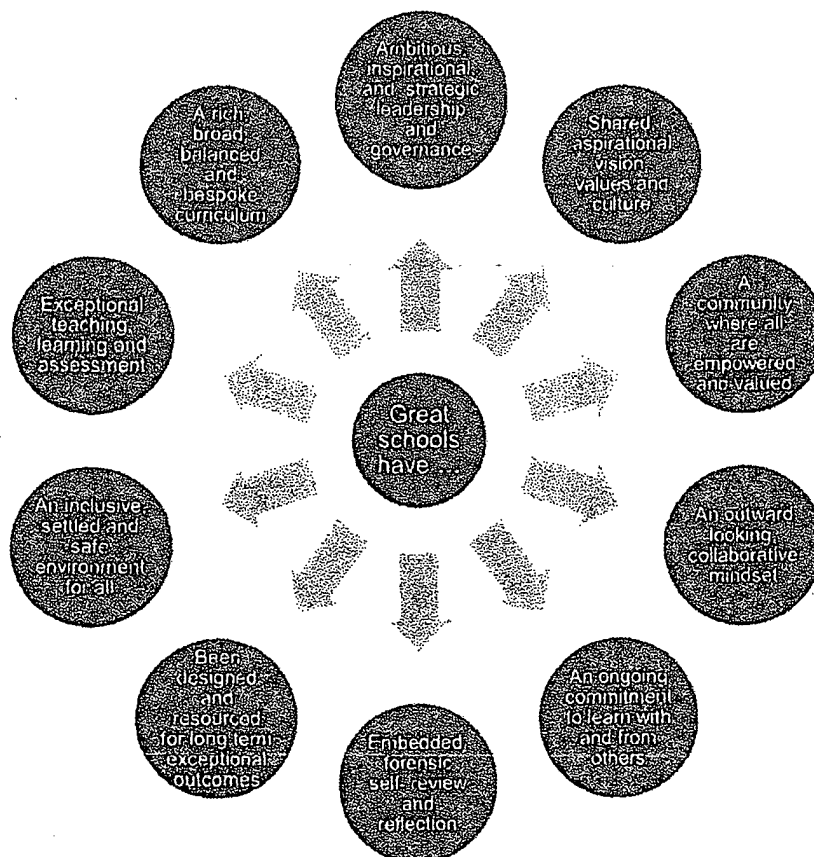 Great
schools
have ...
Ambitious,
inspirational
and strategic
leadership
and
governance
Shared,
aspirational
vision,
values and
culture
A
community
where all
are
empowered
and valued
An outward
looking,
collaborative
mindset
An ongoing
commitment
to learn with
and from
others
Embedded,
forensic
self-review
and
reflection
Been
designed
and
resourced
for long term
exceptional
outcomes
An inclusive,
settled and
safe
environment
for all
Exceptional
teaching,
learning and
assessment
A rich,
broad,
balanced
and
bespoke
curriculum